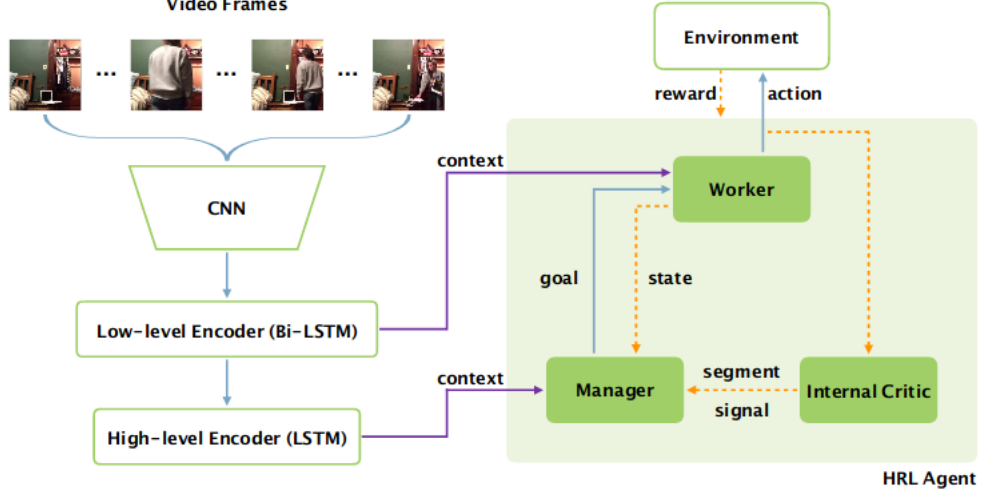 Video Frames
... ... ...
CNN
Low-level Encoder (Bi-LSTM)
High-level Encoder (LSTM)
context
context
Environment
reward
action
Worker
goal
state
Manager
segment
signal
Internal Critic
HRL Agent